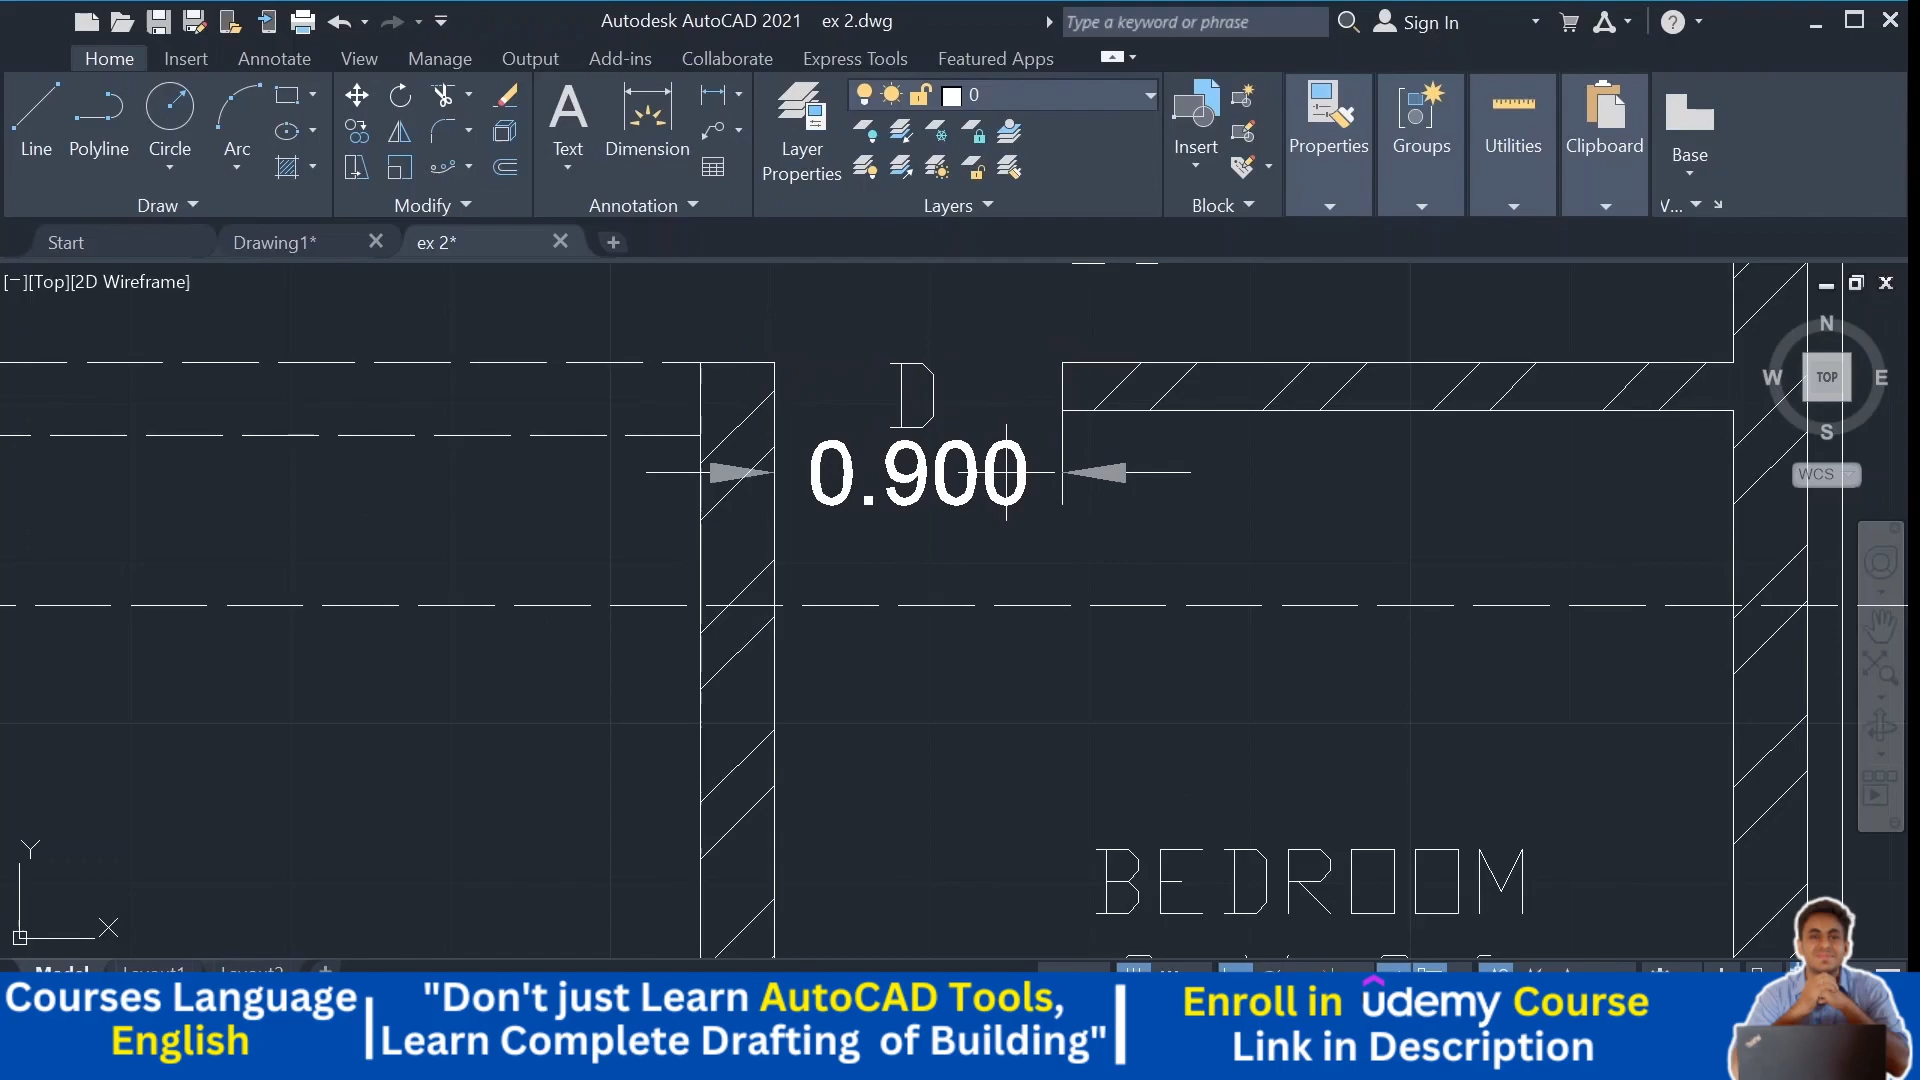 Autodesk AutoCAD 2021 ex 2.dwg
Type a keyword or phrase
Sign In
Home Insert Annotate View Manage Output Add-ins Collaborate Express Tools Featured Apps
0
Line Polyline Circle Arc
Text Dimension
Layer Properties
Insert
Properties Groups Utilities Clipboard Base
Draw Modify Annotation Layers Block V...
Start Drawing1* ex 2*
[−][Top][2D Wireframe]
N
W TOP E
S
WCS
D
0.900
BEDROOM
Y
X
Model Layout1 Layout2
Courses Language
English
"Don't just Learn AutoCAD Tools,
Learn Complete Drafting of Building"
Enroll in udemy Course
Link in Description